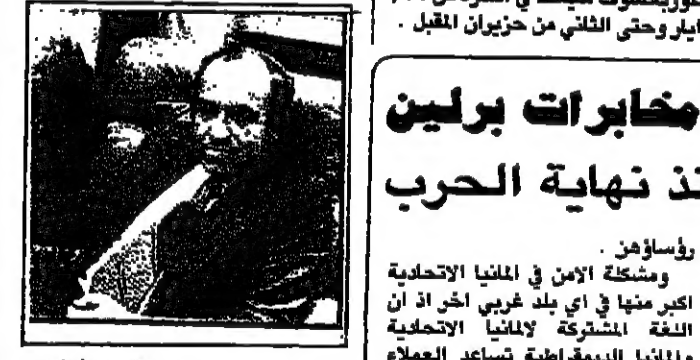 ايار وحتى الثاني من حزيران المقبل .
مخابرات برلين
نهاية الحرب
رؤساؤهن .
ومشكلة الامن في المانيا الاتحادية
اكبر منها في اي بلد غربي اخر اذ ان
اللغة المشتركة لالمانيا الاتحادية
والمانيا الديمقراطية تساعد العملاء